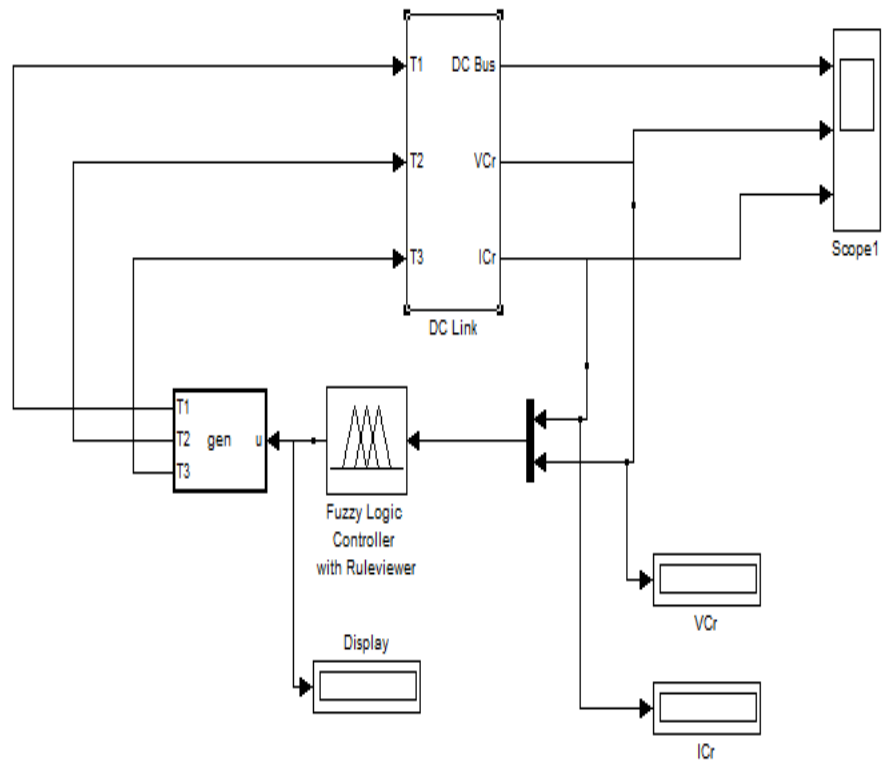 T1
DC Bus
T2
VCr
T3
ICr
DC Link
Scope1
T1
T2
gen
u
T3
Fuzzy Logic
Controller
with Ruleviewer
VCr
Display
ICr